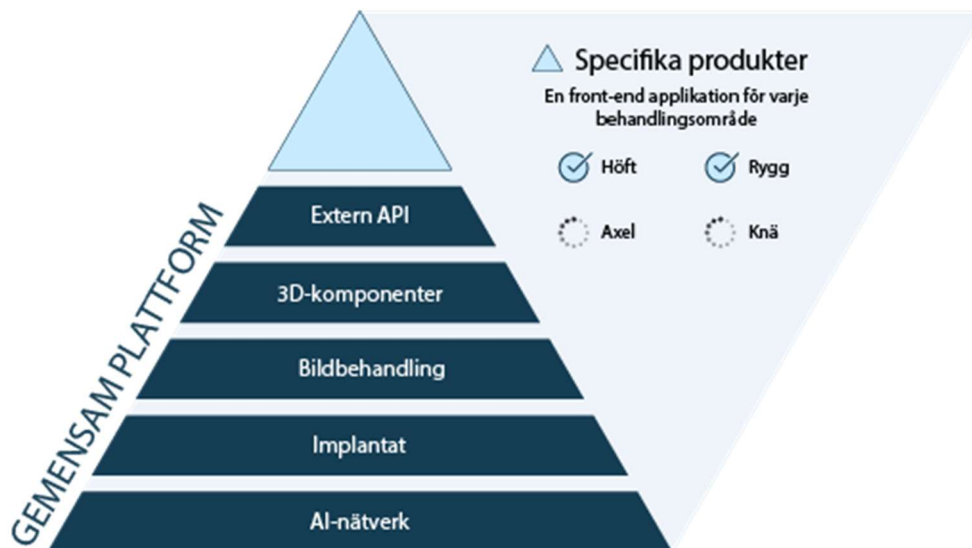 Specifika produkter
En front-end applikation för varje
behandlingsområde
Höft
Rygg
Axel
Knä
GEMENSAM PLATTFORM
Extern API
3D-komponenter
Bildbehandling
Implantat
AI-nätverk